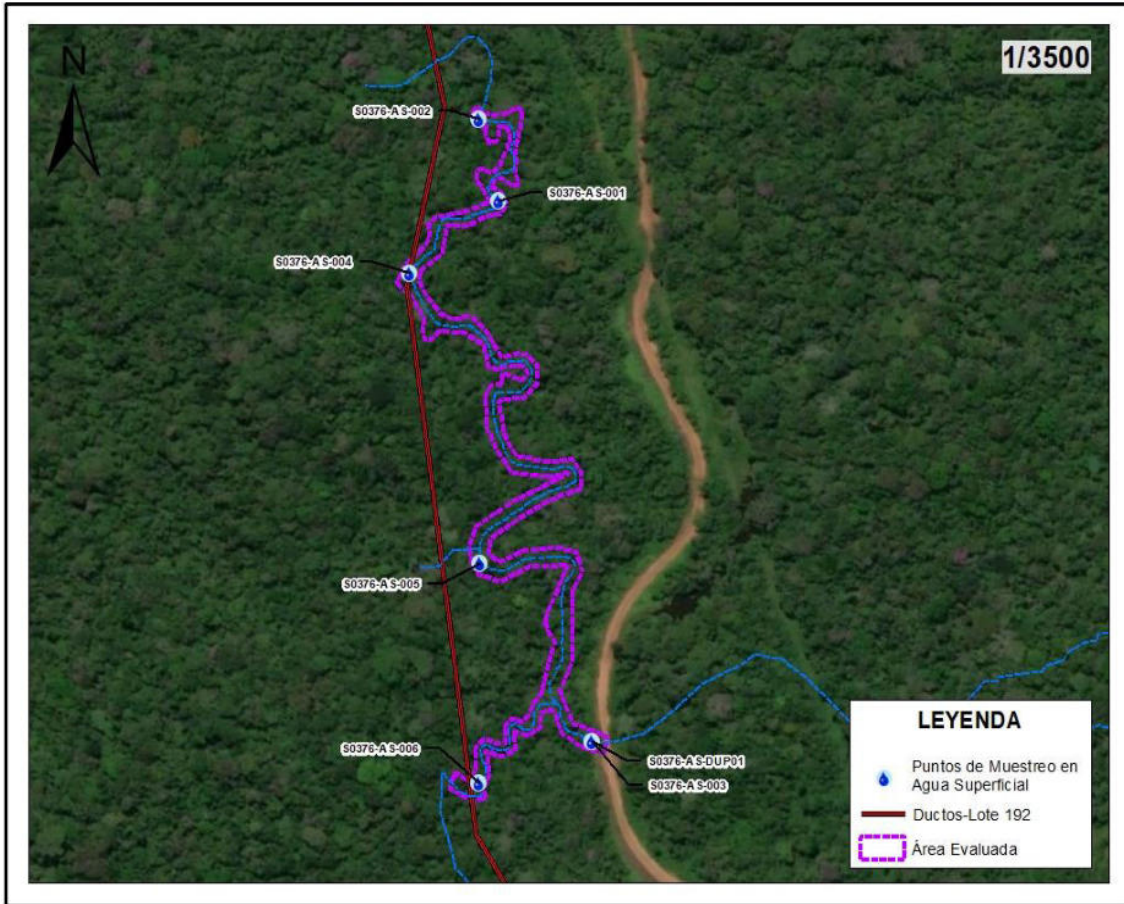 N
1/3500
S0376-AS-002
S0376-AS-001
S0376-AS-004
S0376-AS-005
S0376-AS-006
S0376-AS-DUP01
S0376-AS-003
LEYENDA
Puntos de Muestreo en
Agua Superficial
Ductos-Lote 192
Área Evaluada